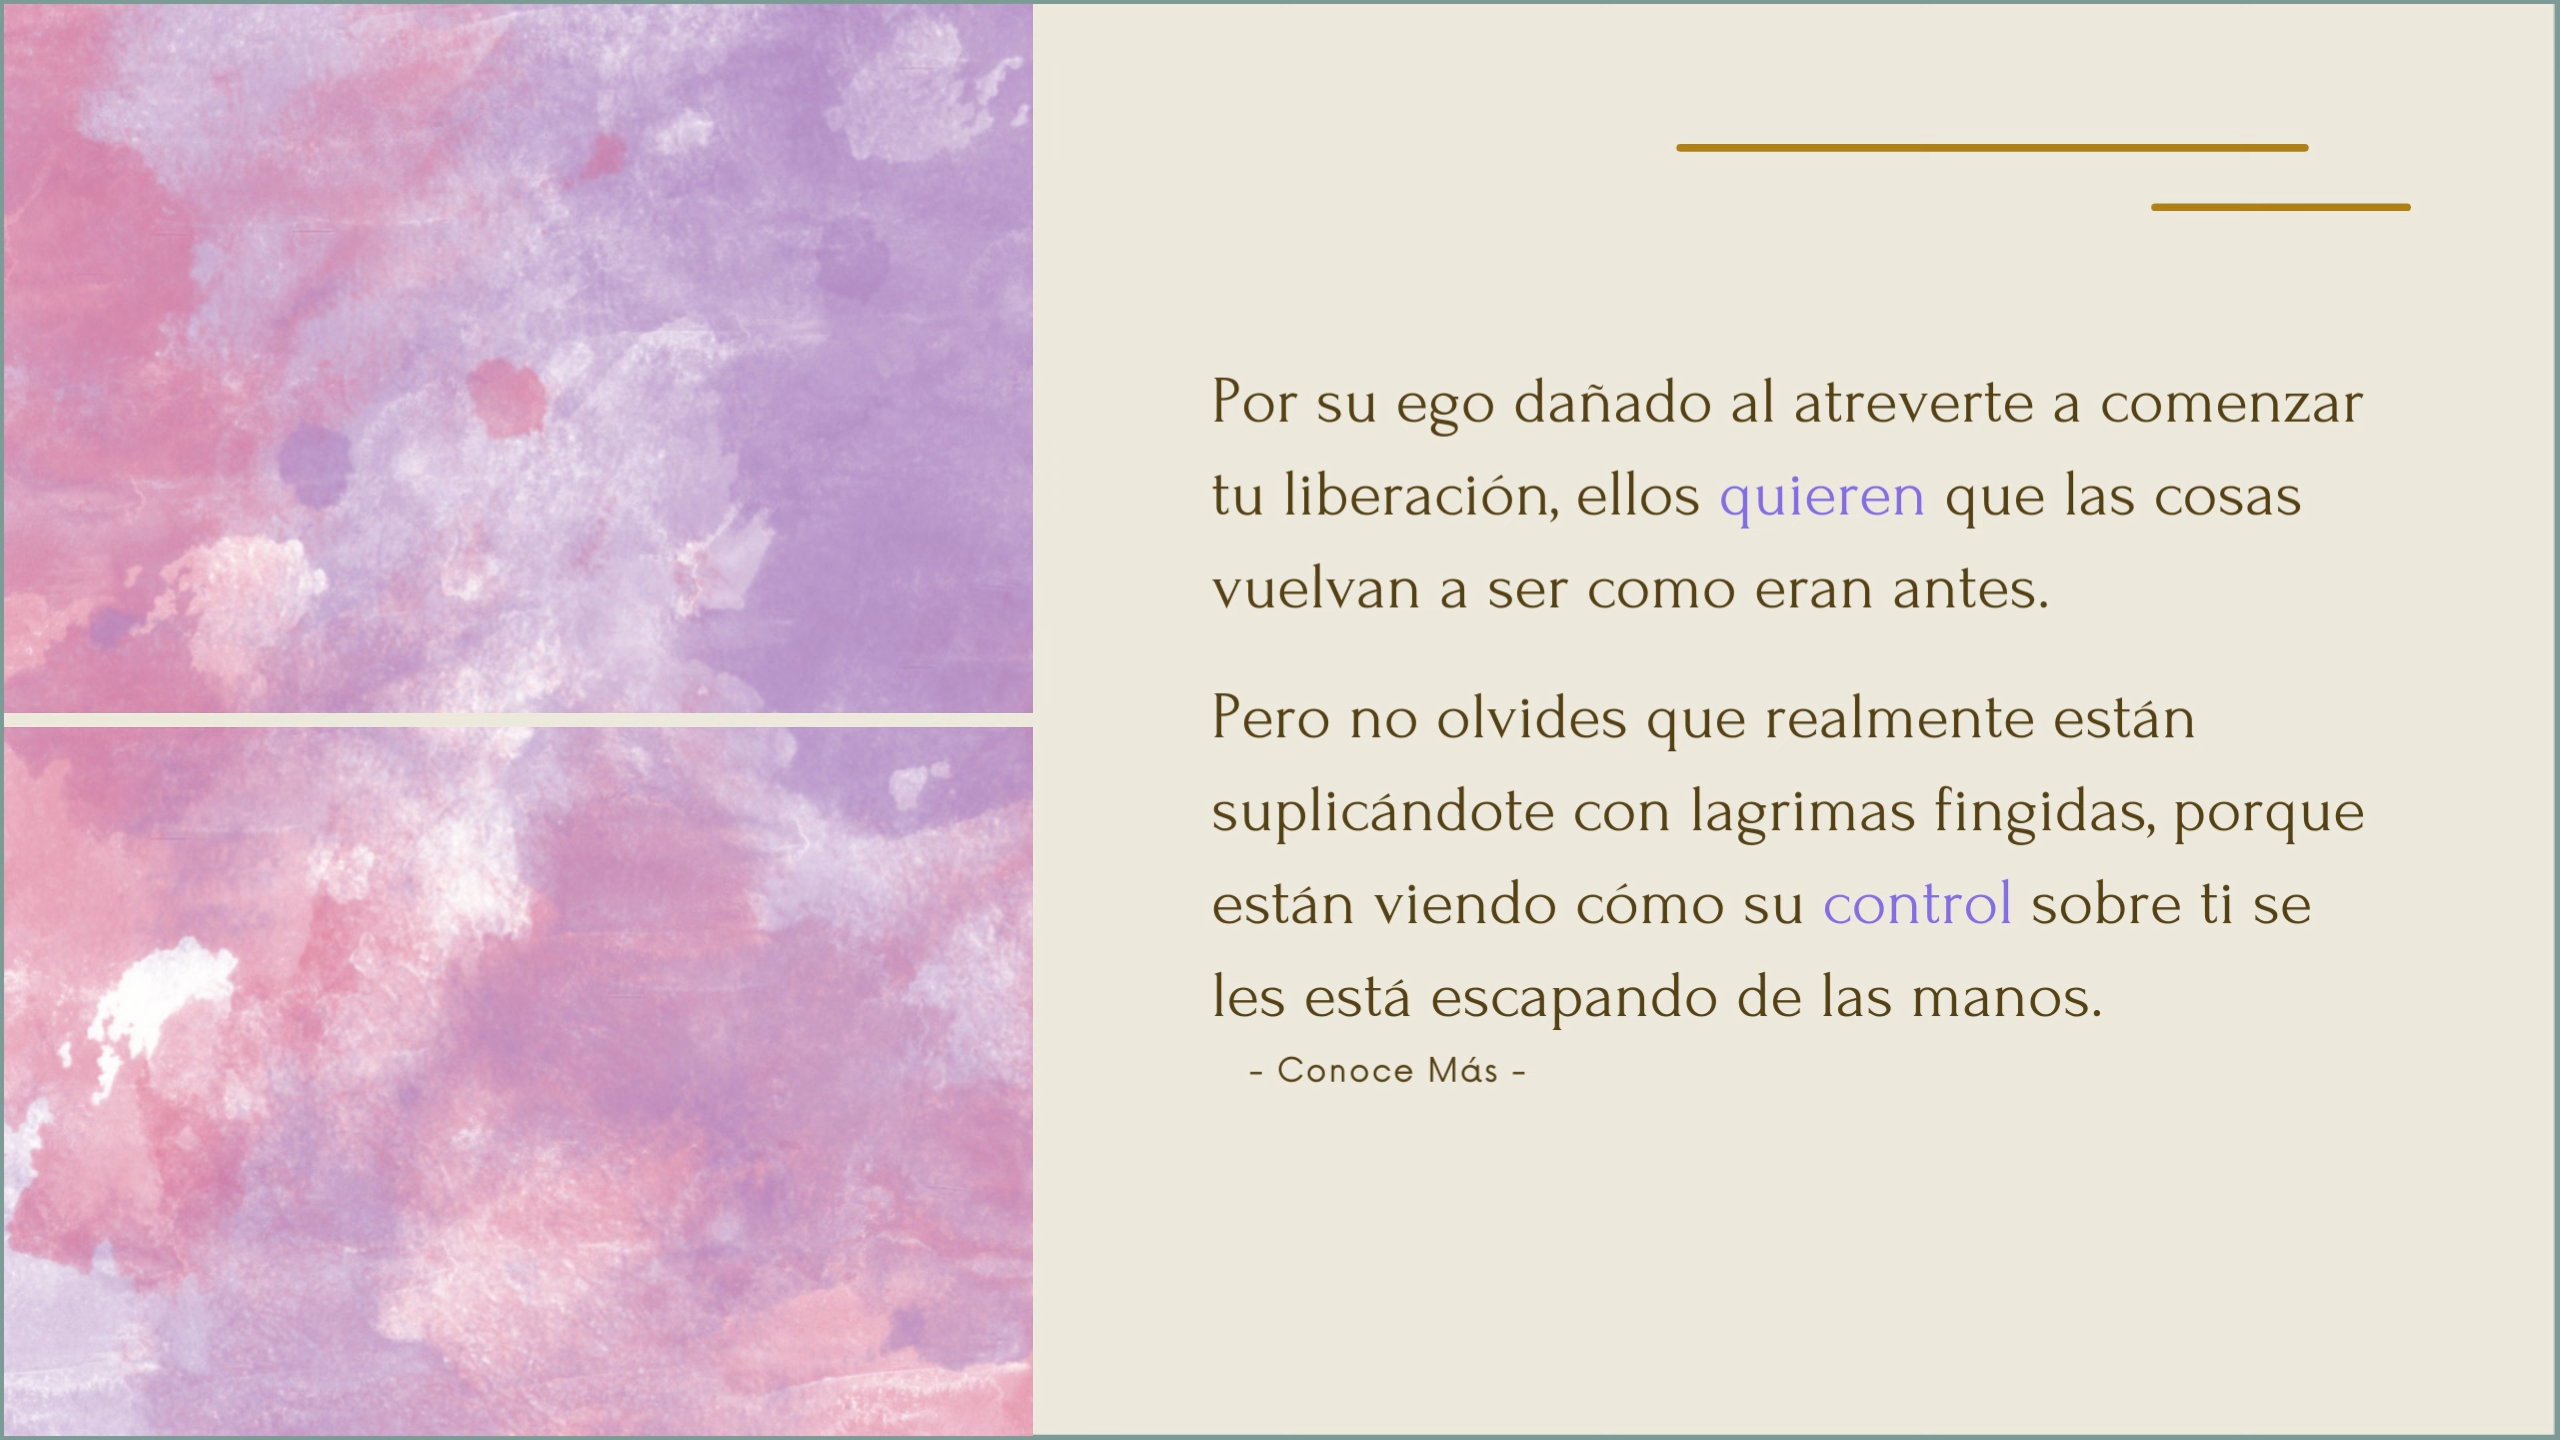 Por su ego dañado al atreverte a comenzar
tu liberación, ellos quieren que las cosas
vuelvan a ser como eran antes.
Pero no olvides que realmente están
suplicándote con lagrimas fingidas, porque
están viendo cómo su control sobre ti se
les está escapando de las manos.
- Conoce Más -